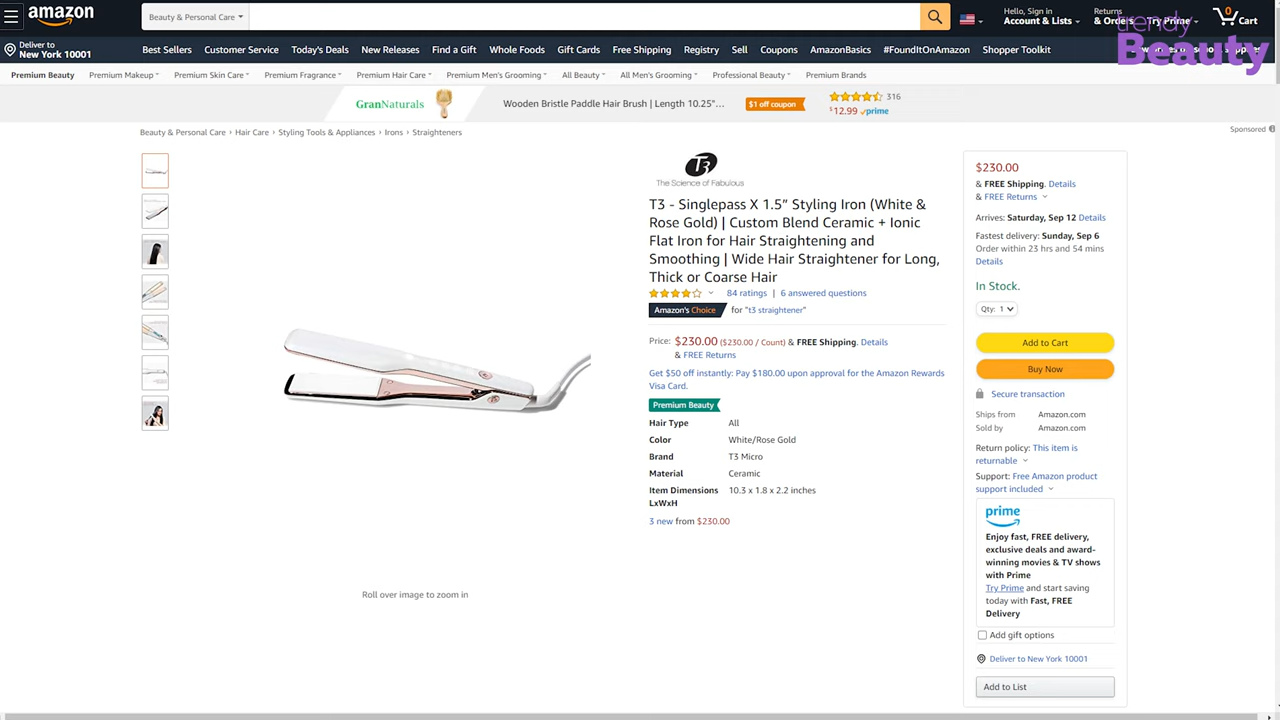 amazon
Beauty & Personal Care
Hello, Sign in
Account & Lists
Returns
& Orders
Try Prime
0
Cart
trendy
Beauty
Deliver to
New York 10001
Best Sellers
Customer Service
Today's Deals
New Releases
Find a Gift
Whole Foods
Gift Cards
Free Shipping
Registry
Sell
Coupons
AmazonBasics
#FoundItOnAmazon
Shopper Toolkit
Premium Beauty
Premium Makeup
Premium Skin Care
Premium Fragrance
Premium Hair Care
Premium Men's Grooming
All Beauty
All Men's Grooming
Professional Beauty
Premium Brands
GranNaturals
Wooden Bristle Paddle Hair Brush | Length 10.25"...
$1 off coupon
316
$12.99 prime
Beauty & Personal Care › Hair Care › Styling Tools & Appliances › Irons › Straighteners
Sponsored
T3
The Science of Fabulous
T3 - Singlepass X 1.5” Styling Iron (White &
Rose Gold) | Custom Blend Ceramic + Ionic
Flat Iron for Hair Straightening and
Smoothing | Wide Hair Straightener for Long,
Thick or Coarse Hair
84 ratings | 6 answered questions
Amazon's Choice for "t3 straightener"
Price: $230.00 ($230.00 / Count) & FREE Shipping. Details
& FREE Returns
Get $50 off instantly: Pay $180.00 upon approval for the Amazon Rewards
Visa Card.
Premium Beauty
Hair Type All
Color White/Rose Gold
Brand T3 Micro
Material Ceramic
Item Dimensions 10.3 x 1.8 x 2.2 inches
LxWxH
3 new from $230.00
Roll over image to zoom in
$230.00
& FREE Shipping. Details
& FREE Returns
Arrives: Saturday, Sep 12 Details
Fastest delivery: Sunday, Sep 6
Order within 23 hrs and 54 mins
Details
In Stock.
Qty: 1
Add to Cart
Buy Now
Secure transaction
Ships from Amazon.com
Sold by Amazon.com
Return policy: This item is
returnable
Support: Free Amazon product
support included
prime
Enjoy fast, FREE delivery,
exclusive deals and award-
winning movies & TV shows
with Prime
Try Prime and start saving
today with Fast, FREE
Delivery
Add gift options
Deliver to New York 10001
Add to List